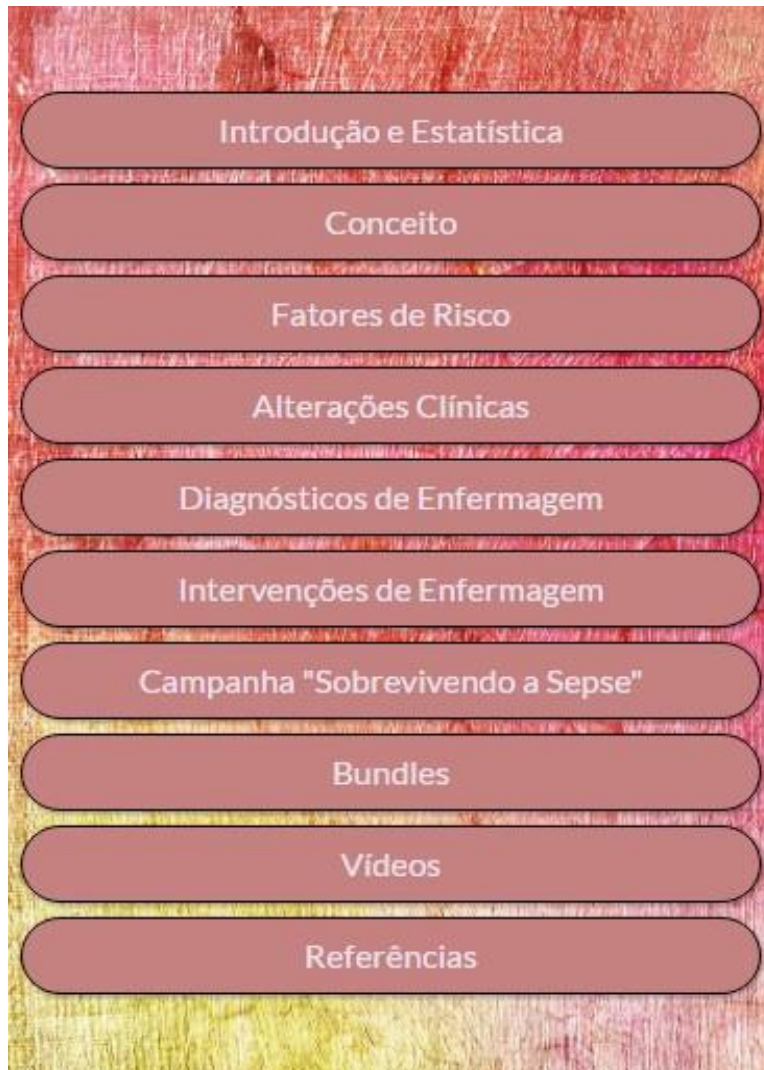 Introdução e Estatística
Conceito
Fatores de Risco
Alterações Clínicas
Diagnósticos de Enfermagem
Intervenções de Enfermagem
Campanha "Sobrevivendo a Sepse"
Bundles
Vídeos
Referências